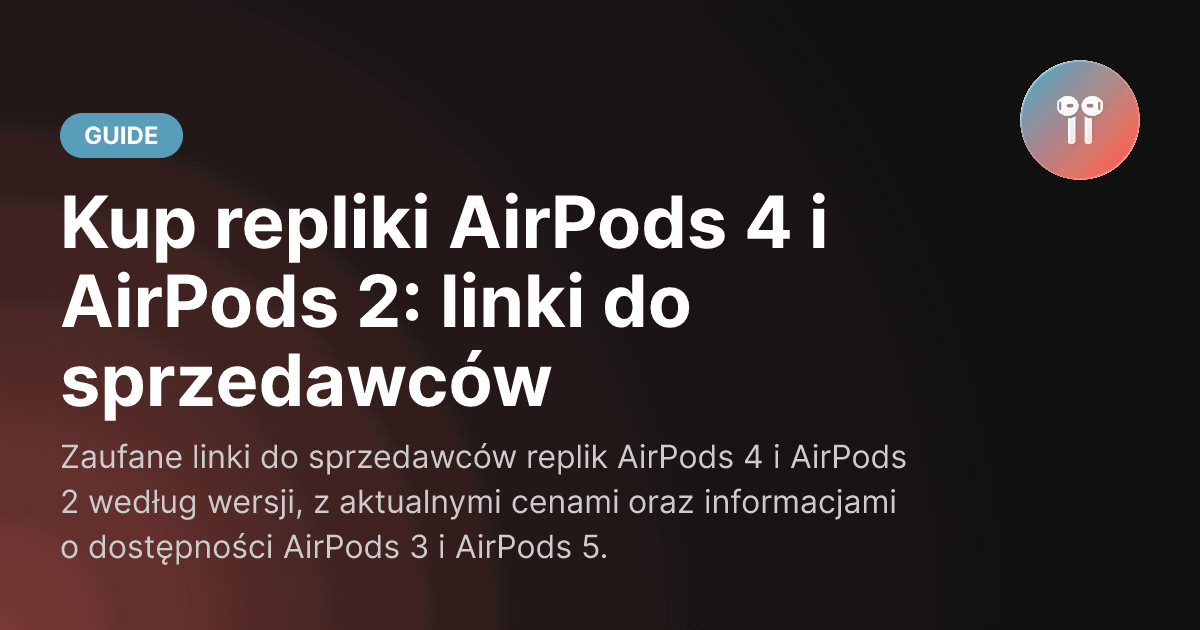 GUIDE
Kup repliki AirPods 4 i
AirPods 2: linki do
sprzedawców
Zaufane linki do sprzedawców replik AirPods 4 i AirPods
2 według wersji, z aktualnymi cenami oraz informacjami
o dostępności AirPods 3 i AirPods 5.